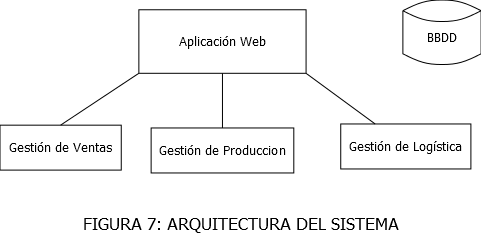 Aplicación Web
BBDD
Gestión de Ventas
Gestión de Produccion
Gestión de Logística
FIGURA 7: ARQUITECTURA DEL SISTEMA